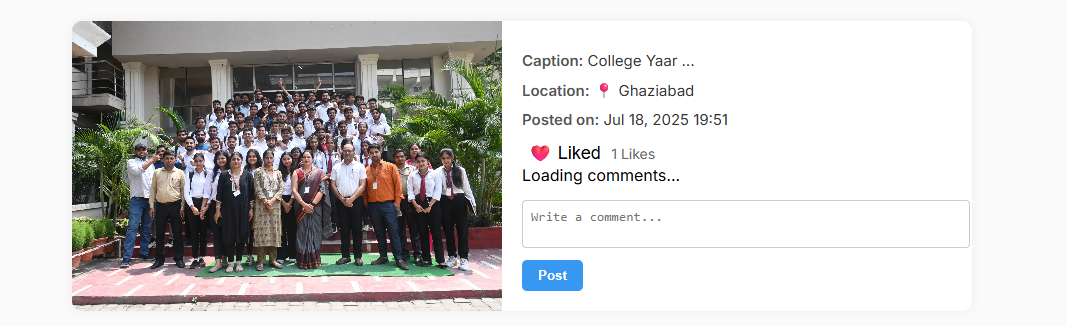 Caption: College Yaar ...
Location: 📍 Ghaziabad
Posted on: Jul 18, 2025 19:51
❤️ Liked 1 Likes
Loading comments...
Write a comment...
Post